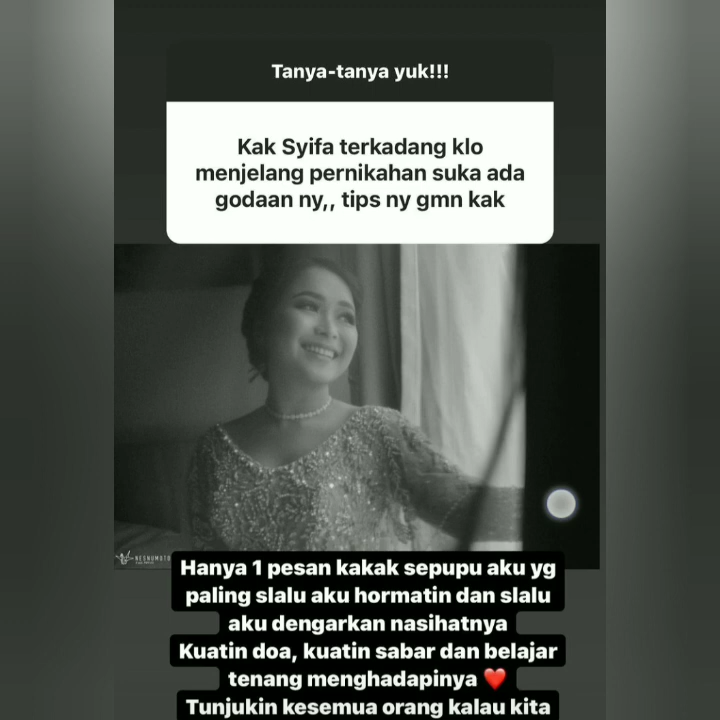 Tanya-tanya yuk!!!
Kak Syifa terkadang klo
menjelang pernikahan suka ada
godaan ny,, tips ny gmn kak
Hanya 1 pesan kakak sepupu aku yg
paling slalu aku hormatin dan slalu
aku dengarkan nasihatnya
Kuatin doa, kuatin sabar dan belajar
tenang menghadapinya ❤️
Tunjukin kesemua orang kalau kita